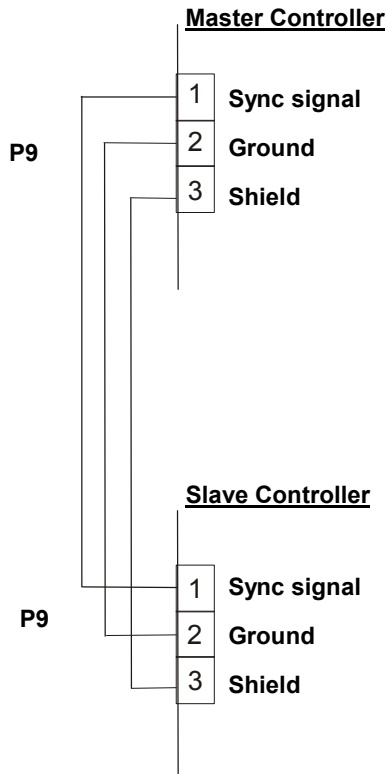 Master Controller
1 Sync signal
P9
2 Ground
3 Shield
Slave Controller
1 Sync signal
P9
2 Ground
3 Shield